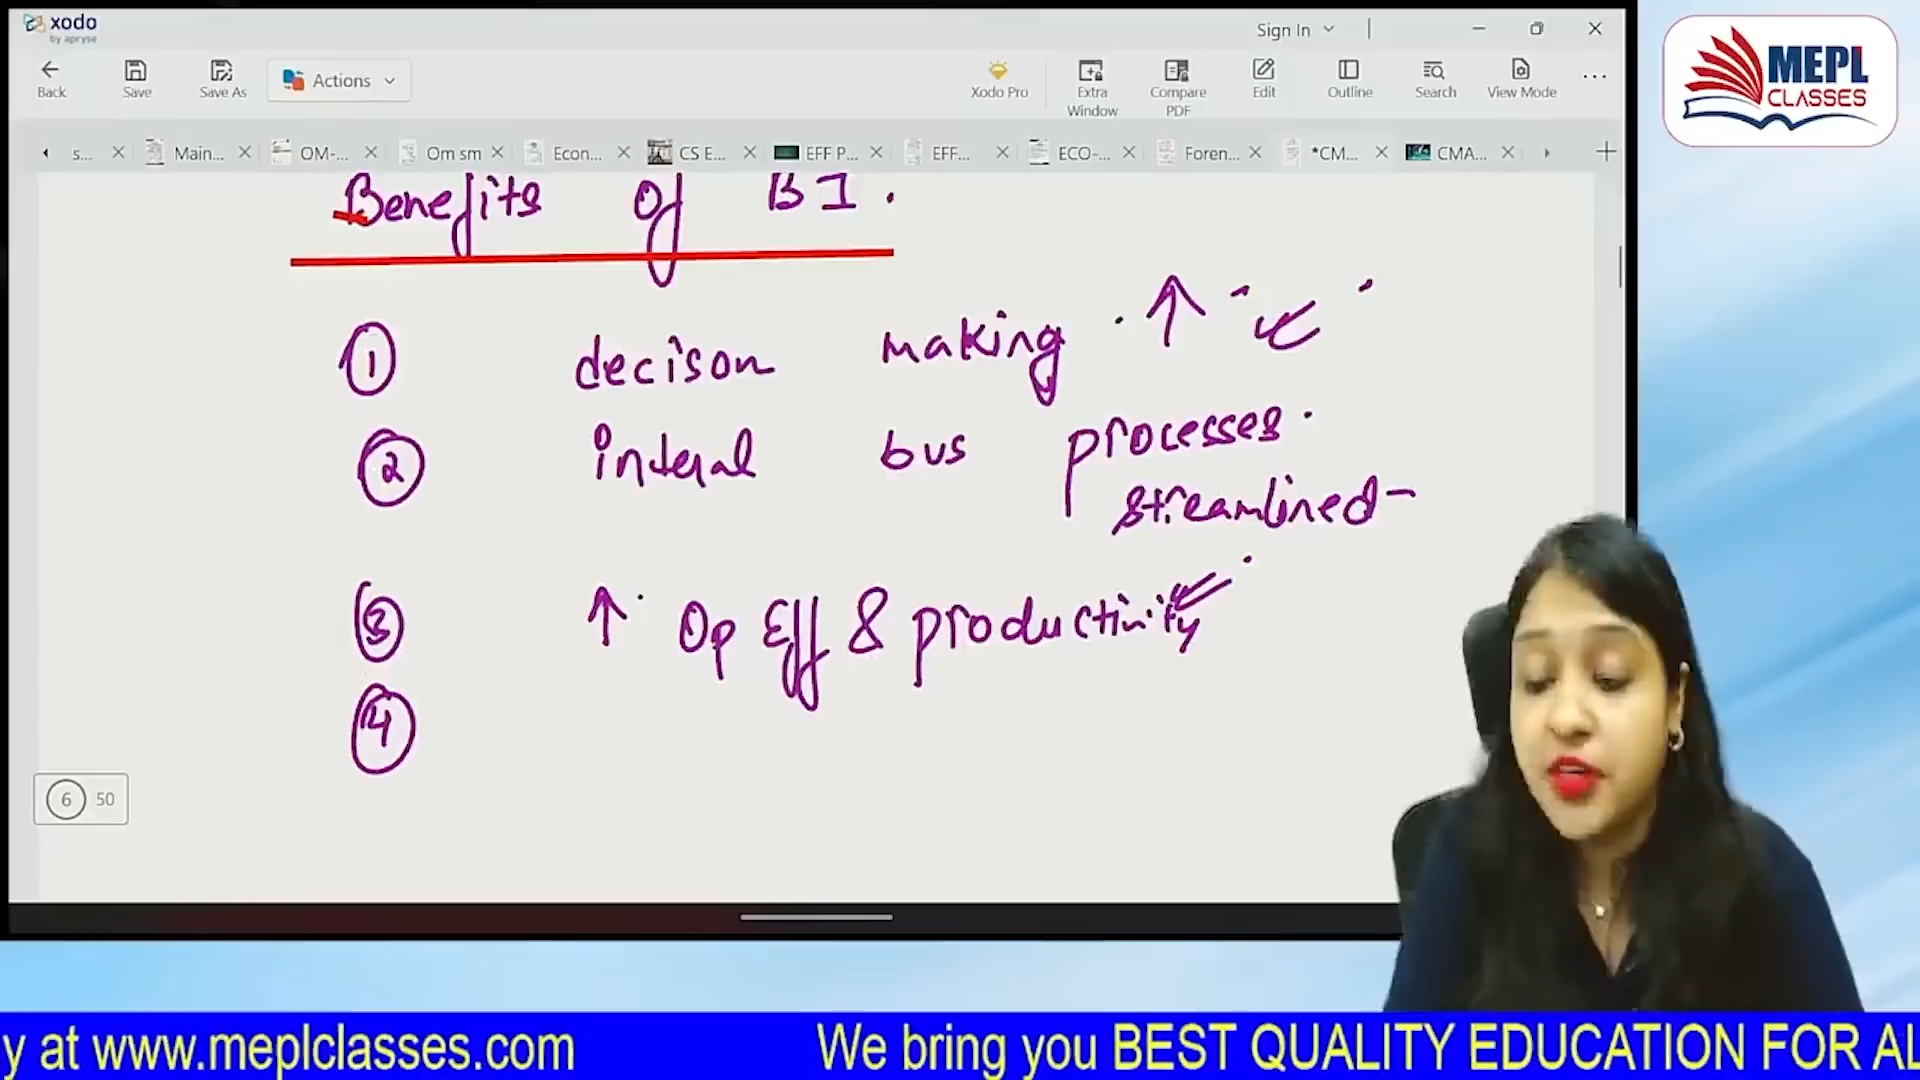 xodo
by apryse
Sign In
Back
Save
Save As
Actions
Xodo Pro
Extra Window
Compare PDF
Edit
Outline
Search
View Mode
s... Main... OM-... Om sm Econ... CS E... EFF P... EFF... ECO-... Foren... *CM... CMA...
MEPL
CLASSES
Benefits Of BI.
① decison making ↑
② interal bus processes.
streamlined-
③ ↑ Op Eff & productivity
④
6 50
y at www.meplclasses.com We bring you BEST QUALITY EDUCATION FOR AL